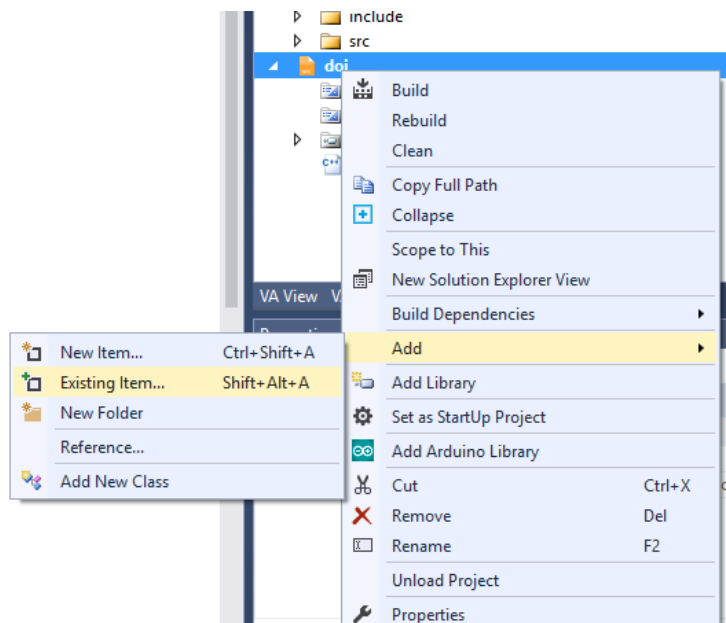 include
src
doi
Build
Rebuild
Clean
Copy Full Path
Collapse
Scope to This
New Solution Explorer View
VA View
Build Dependencies
Add
New Item... Ctrl+Shift+A
Existing Item... Shift+Alt+A
New Folder
Reference...
Add New Class
Add Library
Set as StartUp Project
Add Arduino Library
Cut Ctrl+X
Remove Del
Rename F2
Unload Project
Properties